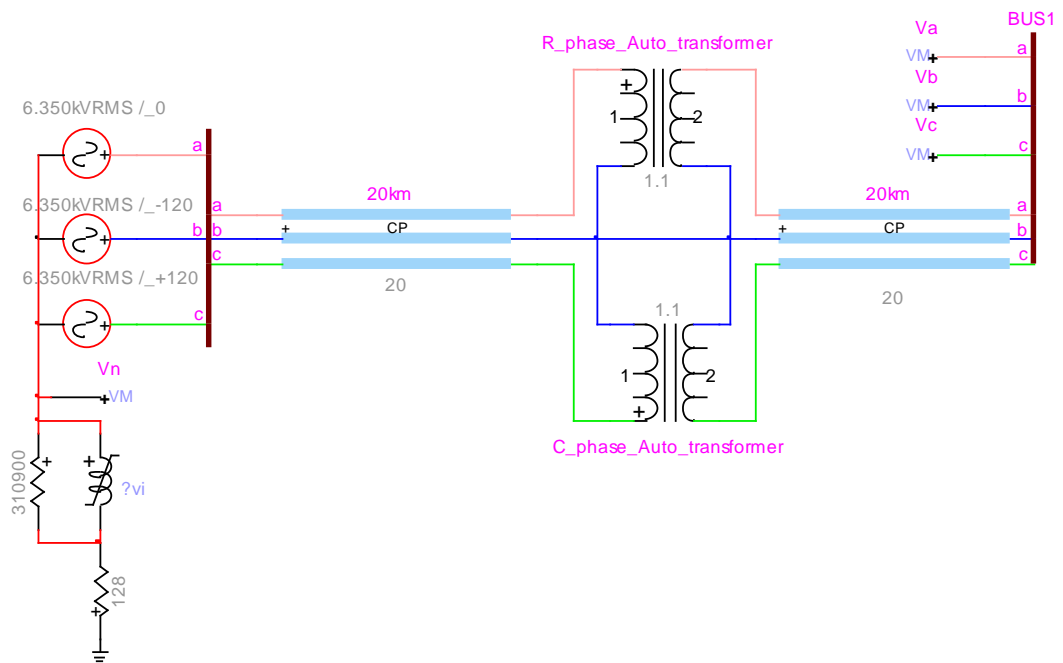 BUS1
Va
R_phase_Auto_transformer
VM
a
Vb
6.350kVRMS /_0
VM
b
1
2
Vc
a
VM
c
1.1
20km
20km
6.350kVRMS /_-120
a
a
CP
CP
b
b
b
c
c
6.350kVRMS /_+120
20
20
1.1
c
Vn
1
2
VM
C_phase_Auto_transformer
310900
?vi
128